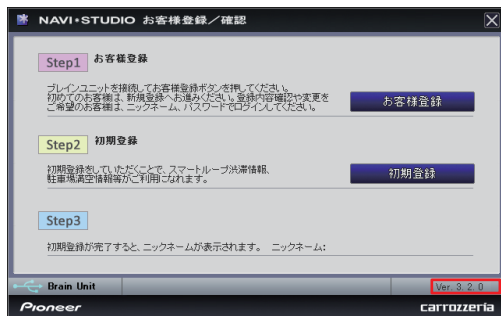 NAVI•STUDIO お客様登録／確認
Step1 お客様登録
ブレインユニットを接続してお客様登録ボタンを押してください。
初めてのお客様は、新規登録へお進みください。登録内容確認や変更を
ご希望のお客様は、ニックネーム、パスワードでログインしてください。
お客様登録
Step2 初期登録
初期登録をしていただくことで、スマートループ渋滞情報、
駐車場満空情報等がご利用になれます。
初期登録
Step3
初期登録が完了すると、ニックネームが表示されます。 ニックネーム:
Brain Unit
Ver. 3. 2. 0
Pioneer
carrozzeria